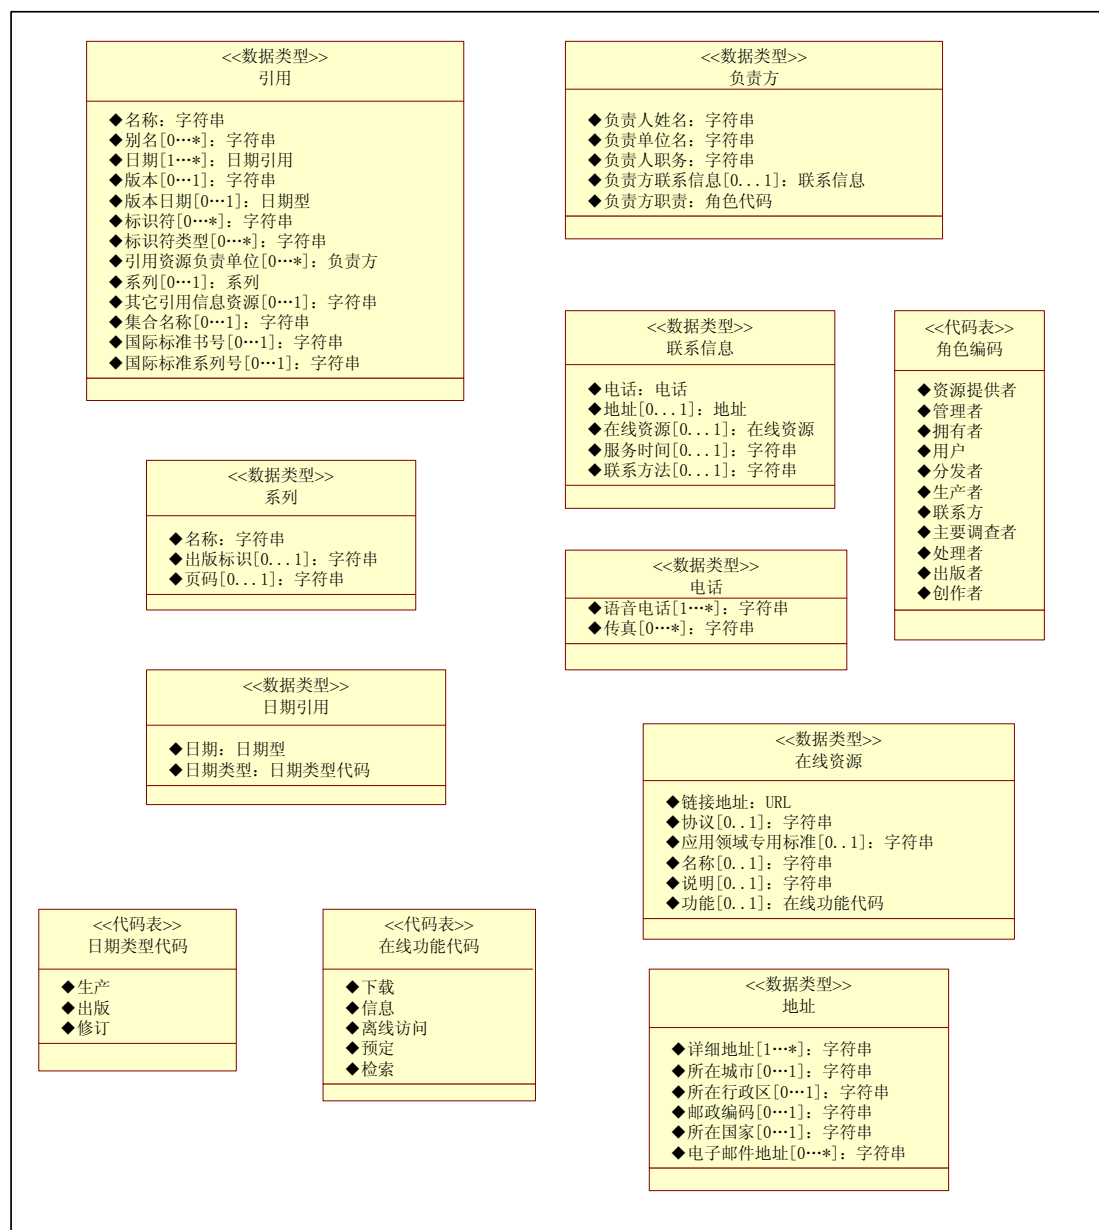 <<数据类型>>
引用
◆名称：字符串
◆别名[0…*]：字符串
◆日期[1…*]：日期引用
◆版本[0…1]：字符串
◆版本日期[0…1]：日期型
◆标识符[0…*]：字符串
◆标识符类型[0…*]：字符串
◆引用资源负责单位[0…*]：负责方
◆系列[0…1]：系列
◆其它引用信息资源[0…1]：字符串
◆集合名称[0…1]：字符串
◆国际标准书号[0…1]：字符串
◆国际标准系列号[0…1]：字符串
<<数据类型>>
负责方
◆负责人姓名：字符串
◆负责单位名：字符串
◆负责人职务：字符串
◆负责方联系信息[0...1]：联系信息
◆负责方职责：角色代码
<<数据类型>>
联系信息
◆电话：电话
◆地址[0...1]：地址
◆在线资源[0...1]：在线资源
◆服务时间[0...1]：字符串
◆联系方法[0...1]：字符串
<<代码表>>
角色编码
◆资源提供者
◆管理者
◆拥有者
◆用户
◆分发者
◆生产者
◆联系方
◆主要调查者
◆处理者
◆出版者
◆创作者
<<数据类型>>
系列
◆名称：字符串
◆出版标识[0...1]：字符串
◆页码[0...1]：字符串
<<数据类型>>
电话
◆语音电话[1…*]：字符串
◆传真[0…*]：字符串
<<数据类型>>
日期引用
◆日期：日期型
◆日期类型：日期类型代码
<<数据类型>>
在线资源
◆链接地址：URL
◆协议[0..1]：字符串
◆应用领域专用标准[0..1]：字符串
◆名称[0..1]：字符串
◆说明[0..1]：字符串
◆功能[0..1]：在线功能代码
<<代码表>>
日期类型代码
◆生产
◆出版
◆修订
<<代码表>>
在线功能代码
◆下载
◆信息
◆离线访问
◆预定
◆检索
<<数据类型>>
地址
◆详细地址[1…*]：字符串
◆所在城市[0…1]：字符串
◆所在行政区[0…1]：字符串
◆邮政编码[0…1]：字符串
◆所在国家[0…1]：字符串
◆电子邮件地址[0…*]：字符串